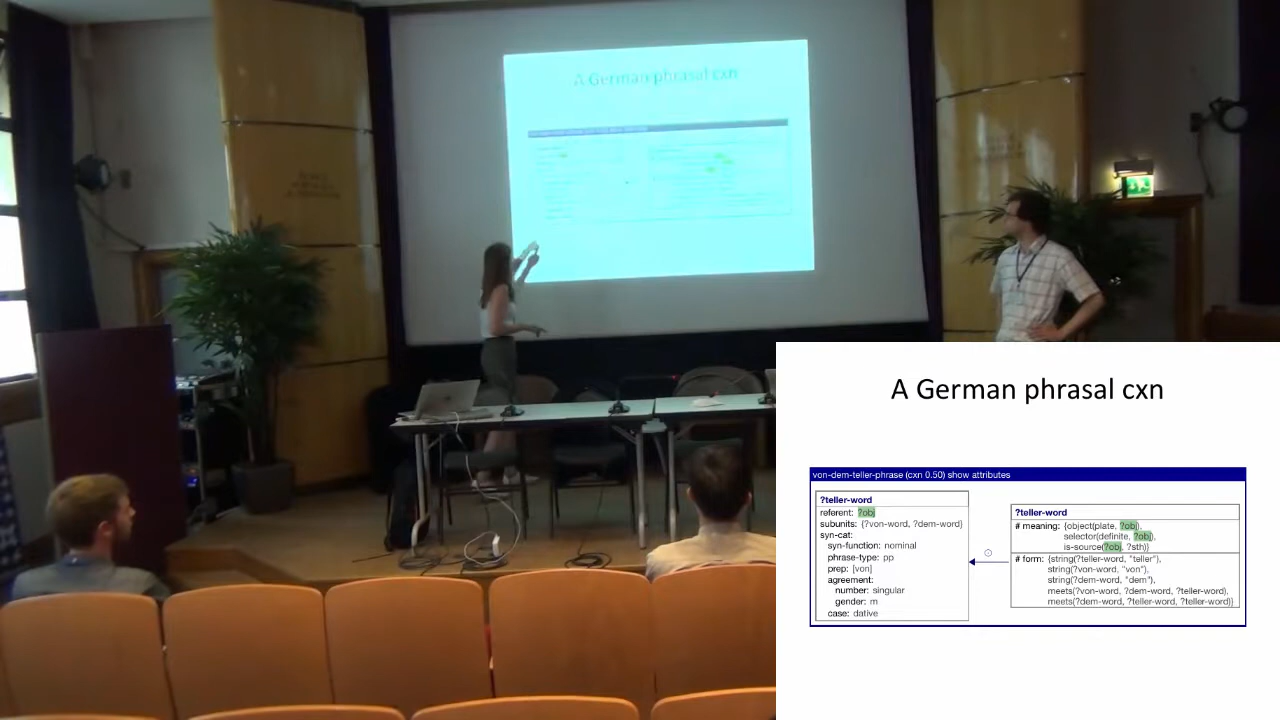 A German phrasal cxn
A German phrasal cxn
von-dem-teller-phrase (cxn 0.50) show attributes
?teller-word
referent: ?obj
subunits: {?von-word, ?dem-word}
syn-cat:
syn-function: nominal
phrase-type: pp
prep: [von]
agreement:
number: singular
gender: m
case: dative
?teller-word
# meaning: {object(plate, ?obj),
selector(definite, ?obj),
is-source(?obj, ?sth)}
# form: {string(?teller-word, "teller"),
string(?von-word, "von"),
string(?dem-word, "dem"),
meets(?von-word, ?dem-word, ?teller-word),
meets(?dem-word, ?teller-word, ?teller-word)}